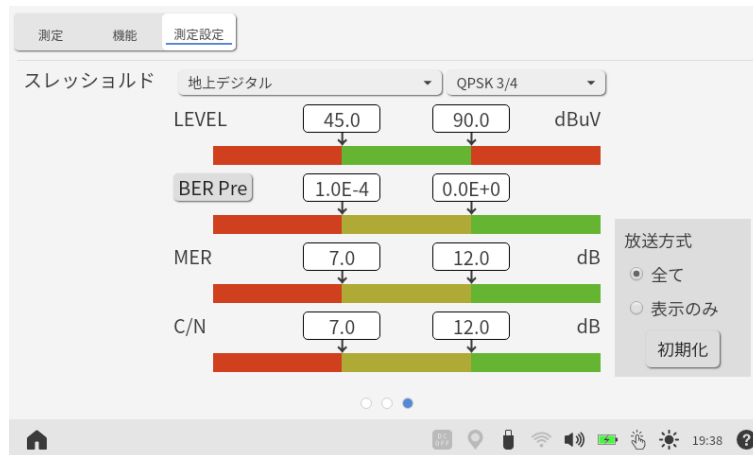 測定 機能 測定設定
スレッショルド 地上デジタル QPSK 3/4
LEVEL 45.0 90.0 dBuV
BER Pre 1.0E-4 0.0E+0
MER 7.0 12.0 dB
C/N 7.0 12.0 dB
放送方式
全て
表示のみ
初期化
DC OFF 19:38 ?